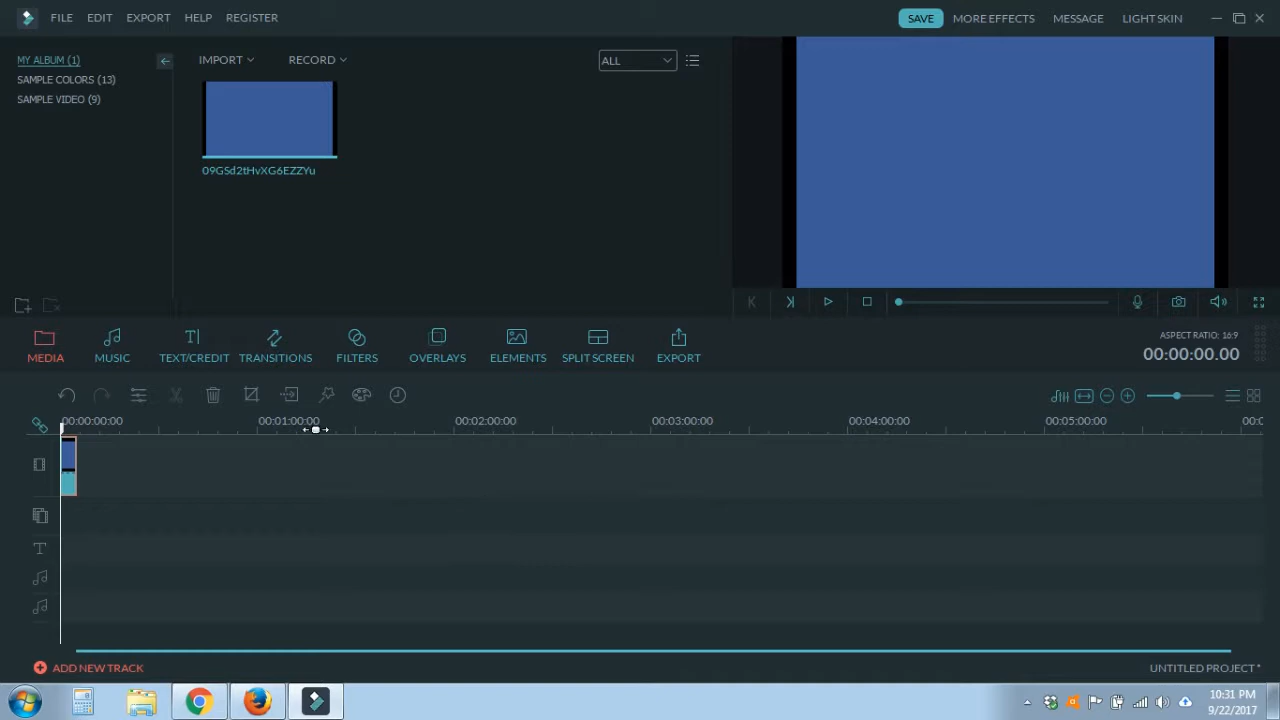 FILE EDIT EXPORT HELP REGISTER SAVE MORE EFFECTS MESSAGE LIGHT SKIN
MY ALBUM (1)
SAMPLE COLORS (13)
SAMPLE VIDEO (9)
IMPORT RECORD ALL
09GSd2tHvXG6EZZYu
ASPECT RATIO: 16:9
00:00:00.00
MEDIA MUSIC TEXT/CREDIT TRANSITIONS FILTERS OVERLAYS ELEMENTS SPLIT SCREEN EXPORT
00:00:00:00 00:01:00:00 00:02:00:00 00:03:00:00 00:04:00:00 00:05:00:00
ADD NEW TRACK
UNTITLED PROJECT *
10:31 PM
9/22/2017